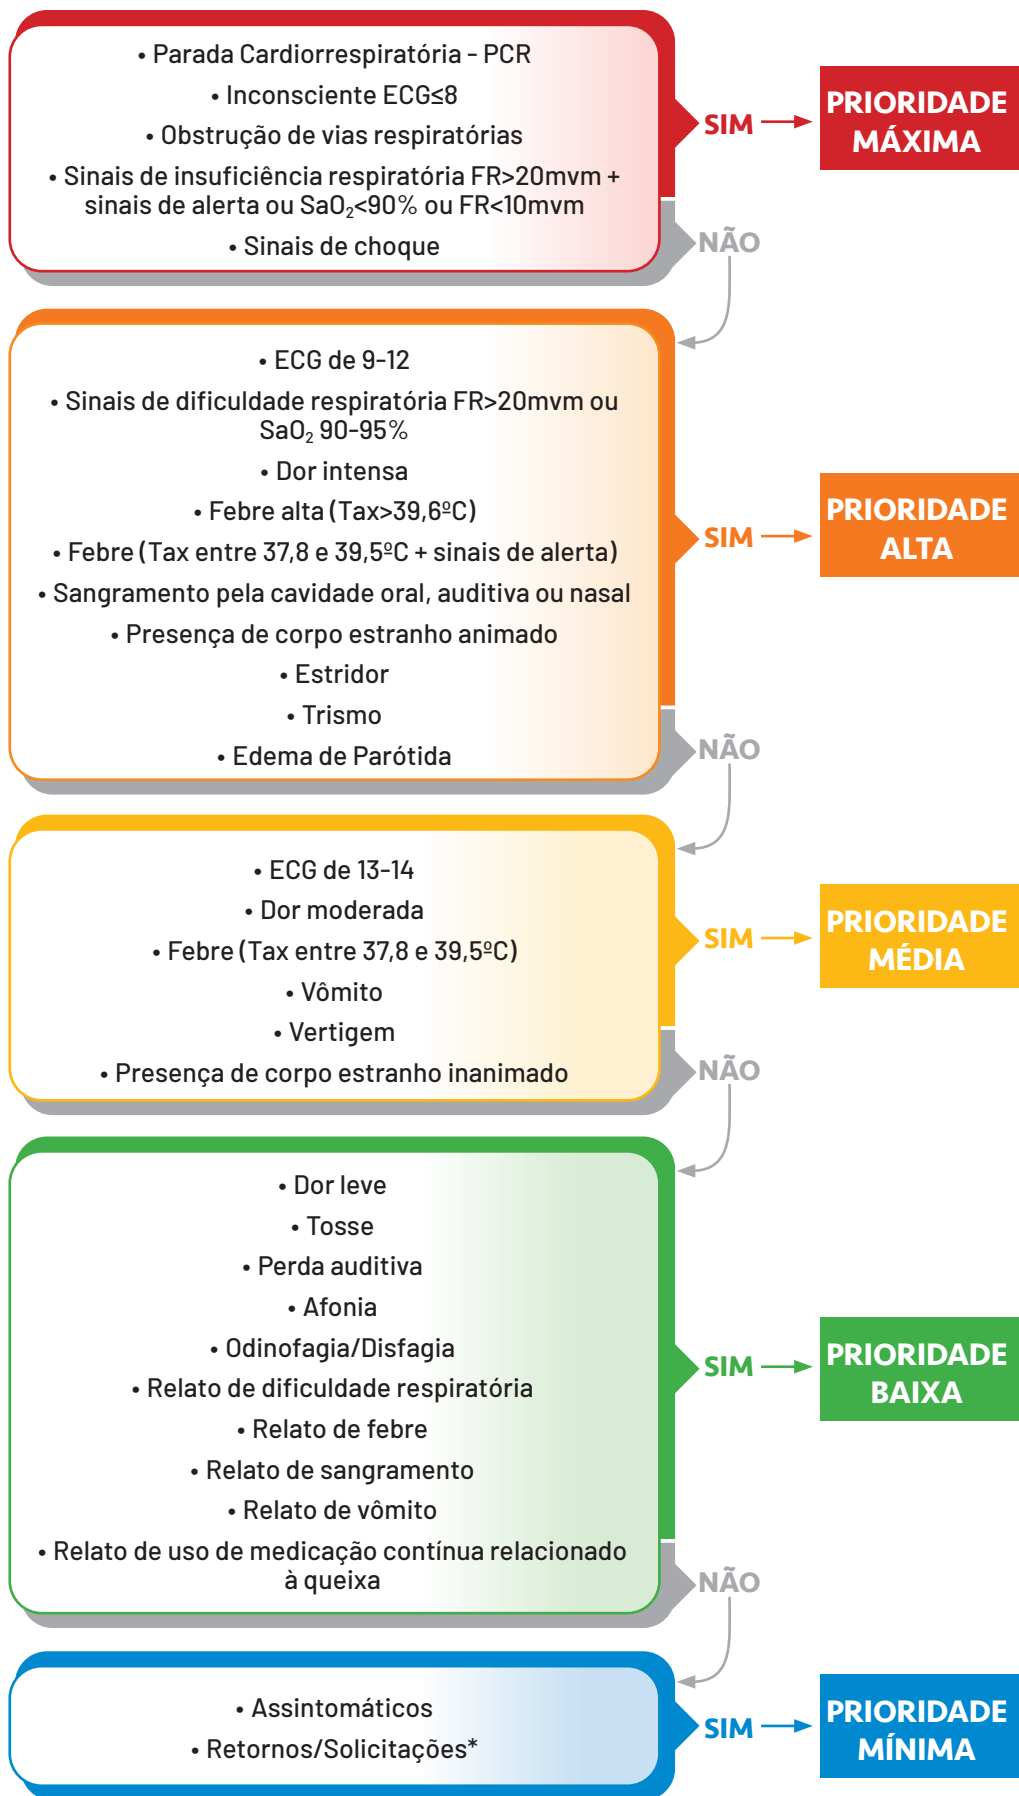 • Parada Cardiorrespiratória - PCR
• Inconsciente ECG≤8
• Obstrução de vias respiratórias
• Sinais de insuficiência respiratória FR>20mvm +
sinais de alerta ou SaO₂<90% ou FR<10mvm
• Sinais de choque
SIM
PRIORIDADE
MÁXIMA
NÃO
• ECG de 9-12
• Sinais de dificuldade respiratória FR>20mvm ou
SaO₂ 90-95%
• Dor intensa
• Febre alta (Tax>39,6ºC)
• Febre (Tax entre 37,8 e 39,5ºC + sinais de alerta)
• Sangramento pela cavidade oral, auditiva ou nasal
• Presença de corpo estranho animado
• Estridor
• Trismo
• Edema de Parótida
SIM
PRIORIDADE
ALTA
NÃO
• ECG de 13-14
• Dor moderada
• Febre (Tax entre 37,8 e 39,5ºC)
• Vômito
• Vertigem
• Presença de corpo estranho inanimado
SIM
PRIORIDADE
MÉDIA
NÃO
• Dor leve
• Tosse
• Perda auditiva
• Afonia
• Odinofagia/Disfagia
• Relato de dificuldade respiratória
• Relato de febre
• Relato de sangramento
• Relato de vômito
• Relato de uso de medicação contínua relacionado
à queixa
SIM
PRIORIDADE
BAIXA
NÃO
• Assintomáticos
• Retornos/Solicitações*
SIM
PRIORIDADE
MÍNIMA